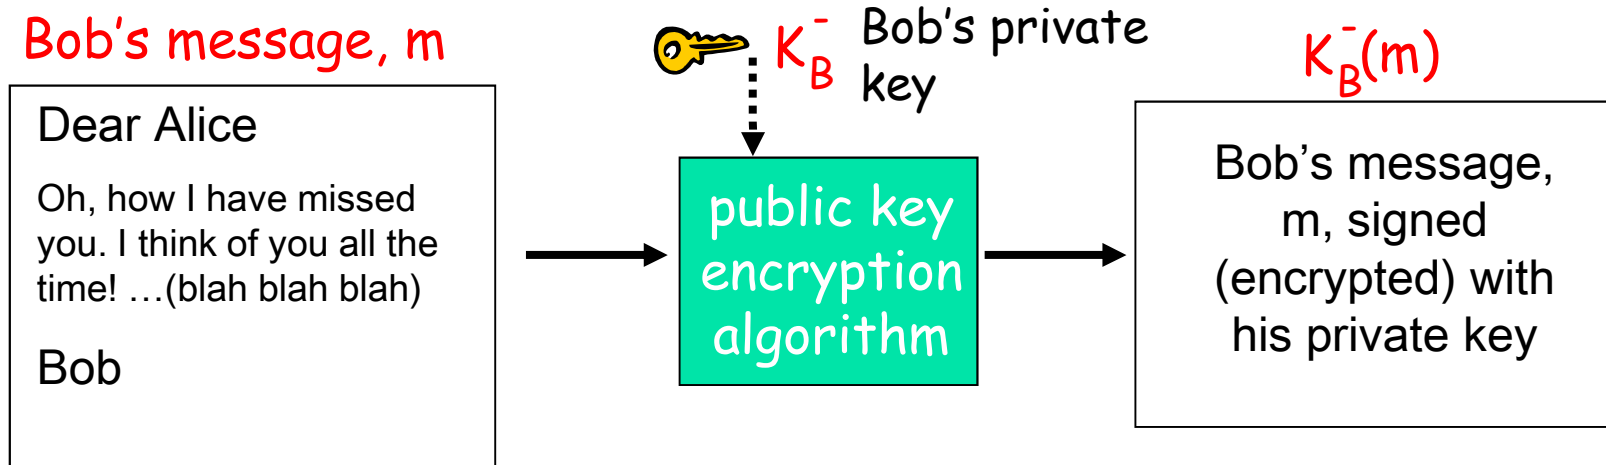 Bob’s message, m
Dear Alice
Oh, how I have missed
you. I think of you all the
time! …(blah blah blah)
Bob
K_B^- Bob’s private
key
public key
encryption
algorithm
K_B^-(m)
Bob’s message,
m, signed
(encrypted) with
his private key